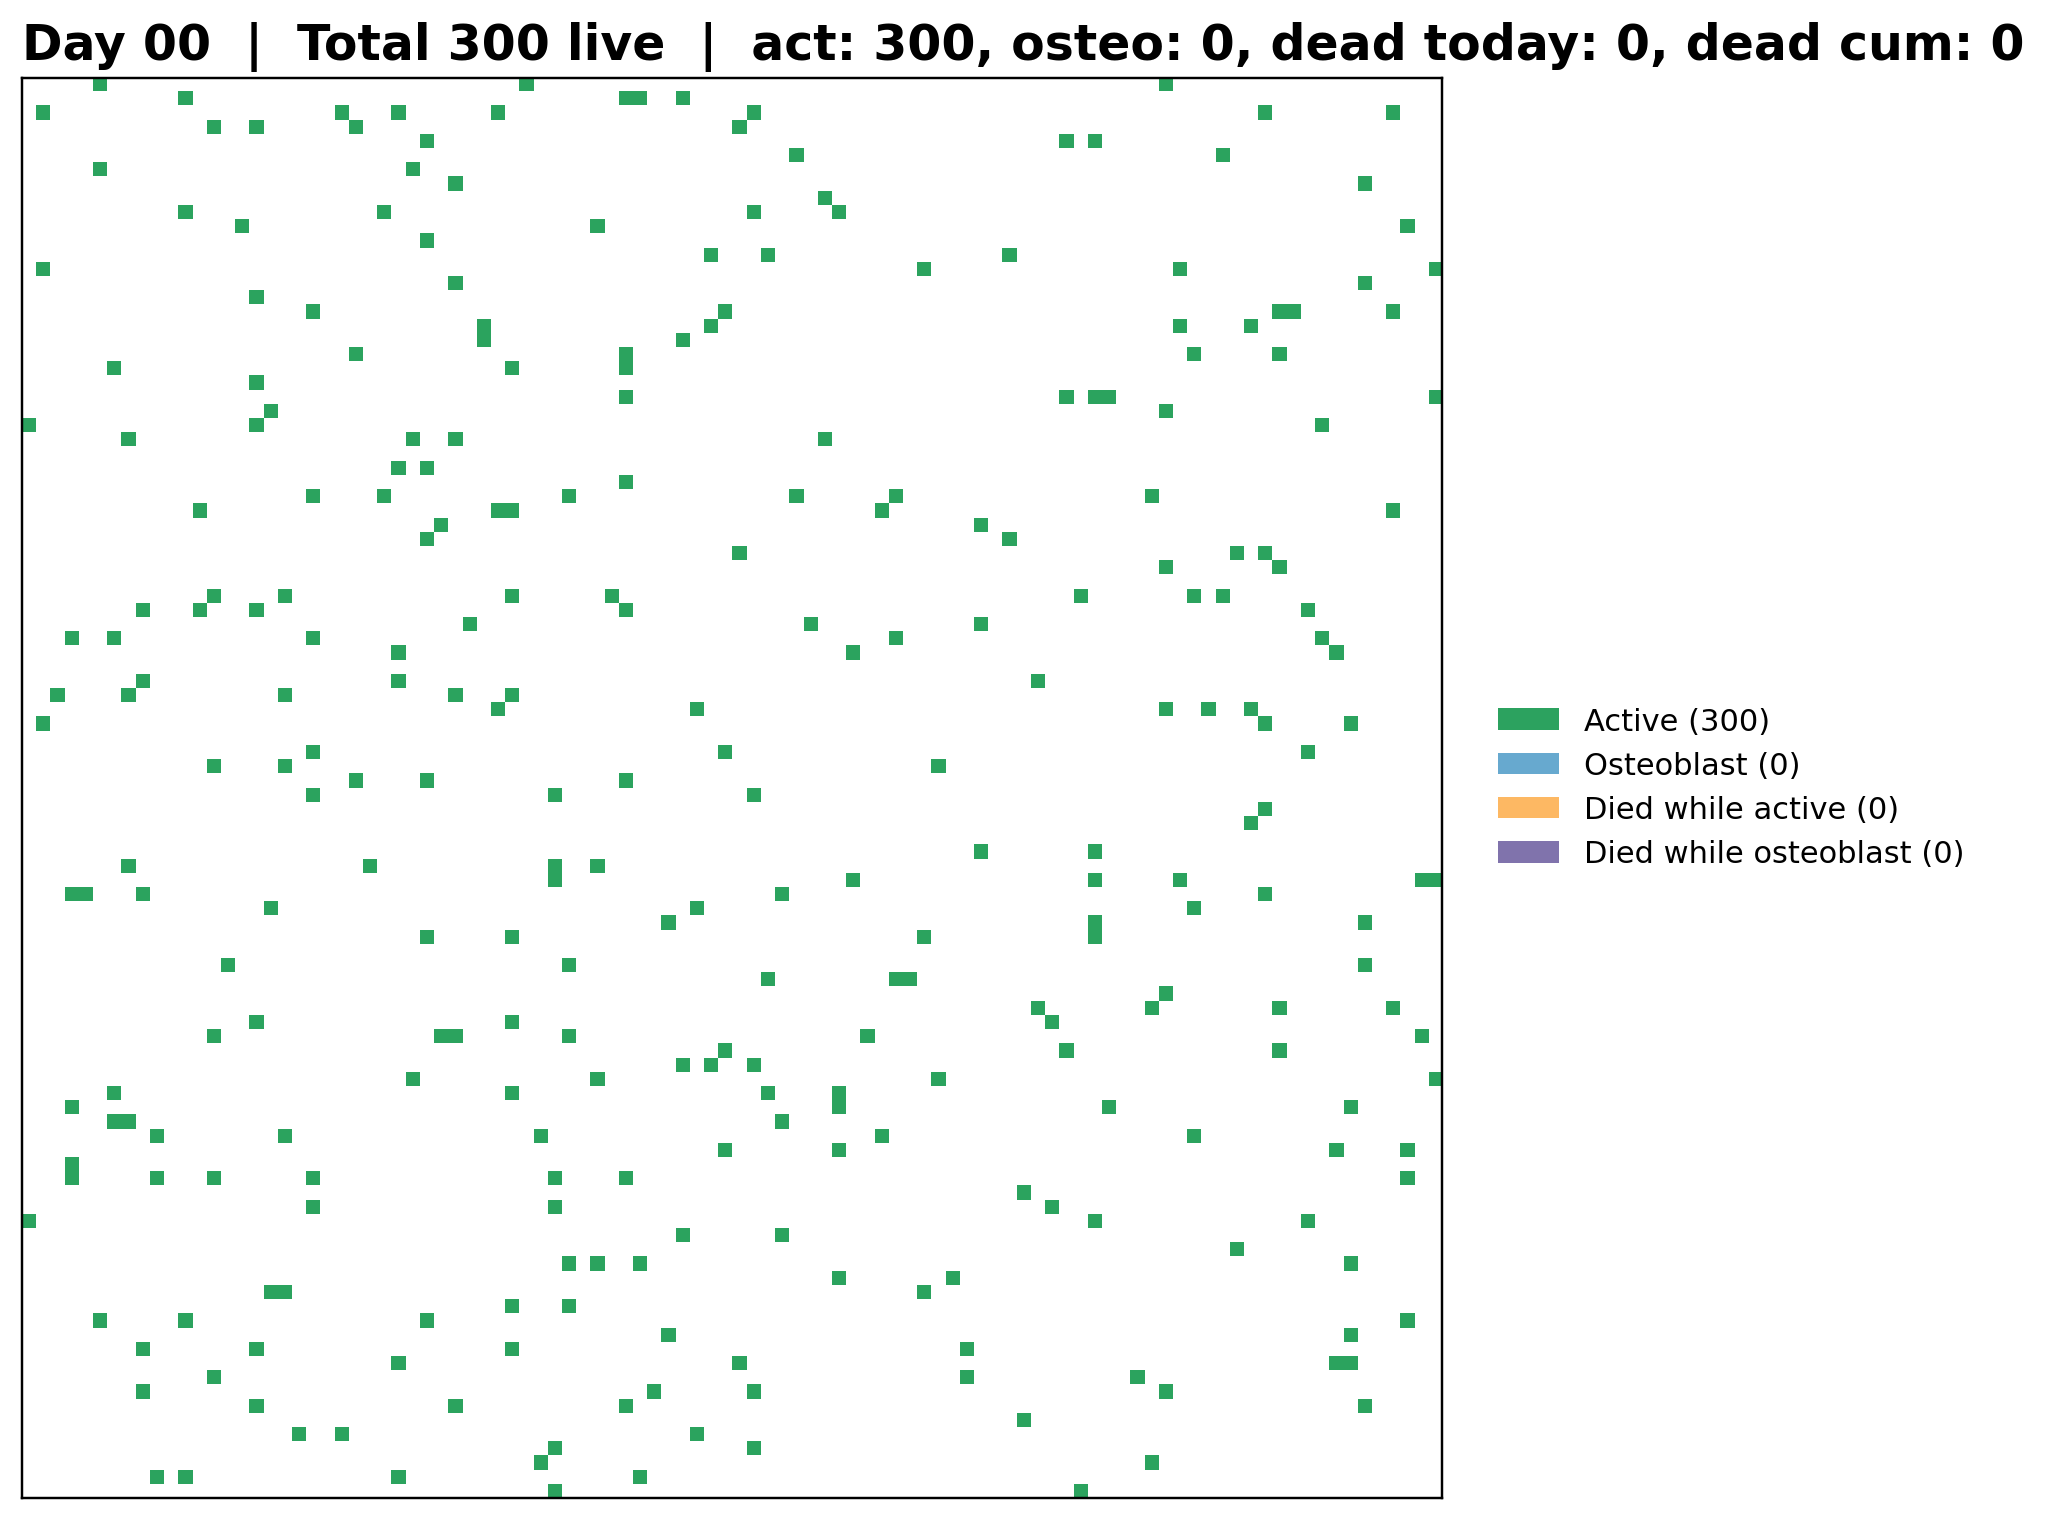 Day 00 | Total 300 live | act: 300, osteo: 0, dead today: 0, dead cum: 0
Active (300)
Osteoblast (0)
Died while active (0)
Died while osteoblast (0)